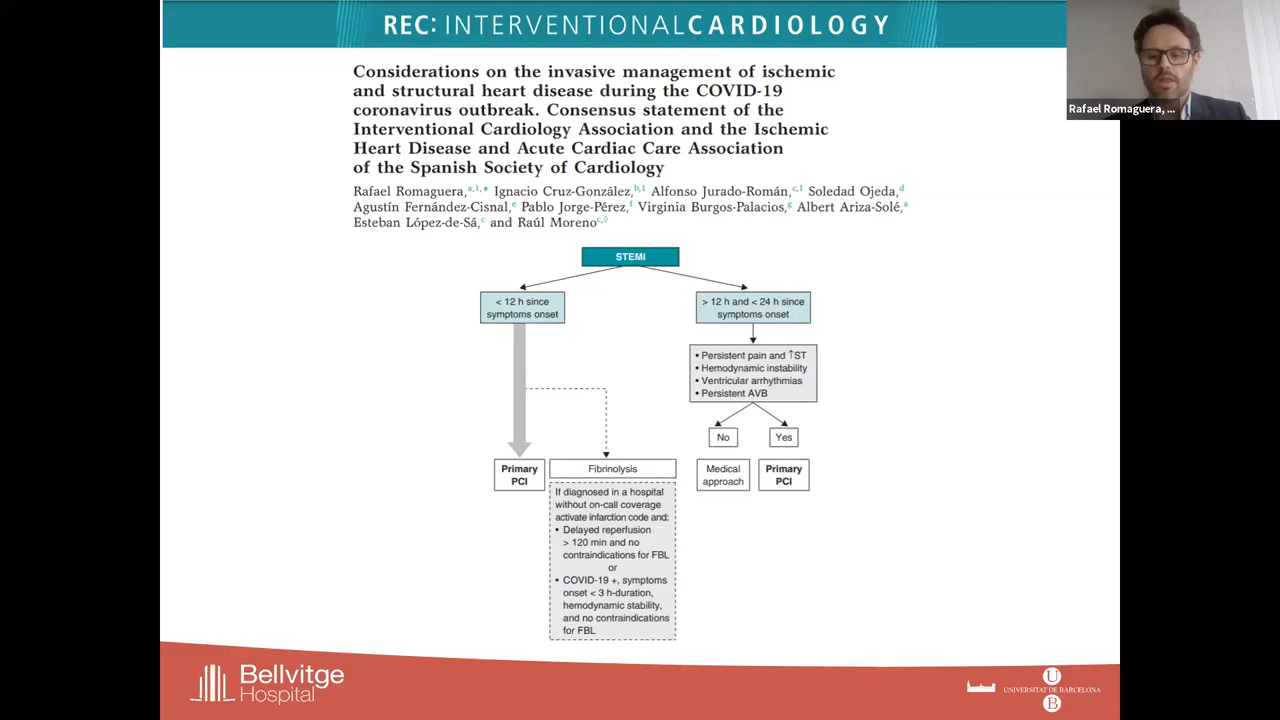 REC: INTERVENTIONALCARDIOLOGY
Rafael Romaguera, ...
Considerations on the invasive management of ischemic
and structural heart disease during the COVID-19
coronavirus outbreak. Consensus statement of the
Interventional Cardiology Association and the Ischemic
Heart Disease and Acute Cardiac Care Association
of the Spanish Society of Cardiology
Rafael Romaguera,a,1,* Ignacio Cruz-González,b,1 Alfonso Jurado-Román,c,1 Soledad Ojeda,d
Agustín Fernández-Cisnal,e Pablo Jorge-Pérez,f Virginia Burgos-Palacios,g Albert Ariza-Solé,a
Esteban López-de-Sá,c and Raúl Morenoc,◊
STEMI
< 12 h since
symptoms onset
> 12 h and < 24 h since
symptoms onset
▪ Persistent pain and ↑ST
▪ Hemodynamic instability
▪ Ventricular arrhythmias
▪ Persistent AVB
No
Yes
Primary
PCI
Fibrinolysis
Medical
approach
Primary
PCI
If diagnosed in a hospital
without on-call coverage
activate infarction code and:
• Delayed reperfusion
> 120 min and no
contraindications for FBL
or
• COVID-19 +, symptoms
onset < 3 h-duration,
hemodynamic stability,
and no contraindications
for FBL
Bellvitge
Hospital
UNIVERSITAT DE BARCELONA
U
B